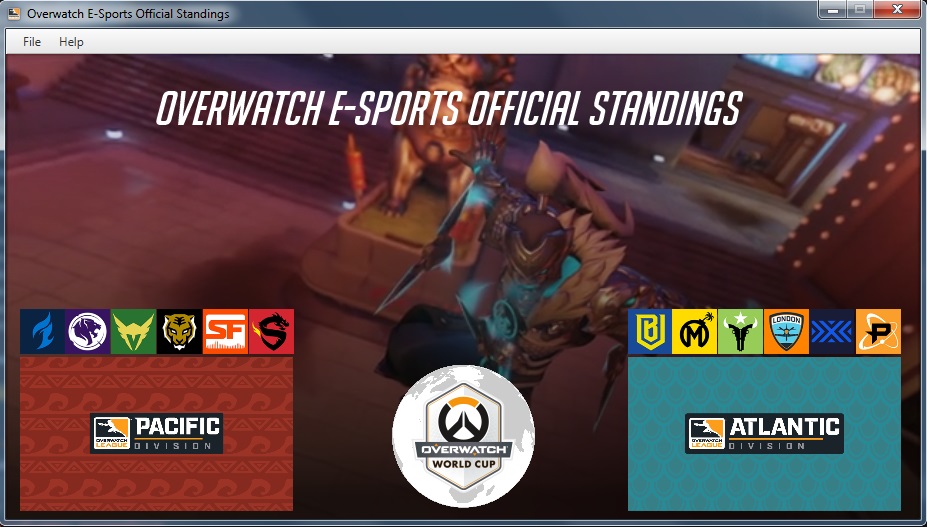 Overwatch E-Sports Official Standings
File Help
OVERWATCH E-SPORTS OFFICIAL STANDINGS
SF
LONDON
OVERWATCH LEAGUE
PACIFIC
DIVISION
OVERWATCH
WORLD CUP
OVERWATCH LEAGUE
ATLANTIC
DIVISION